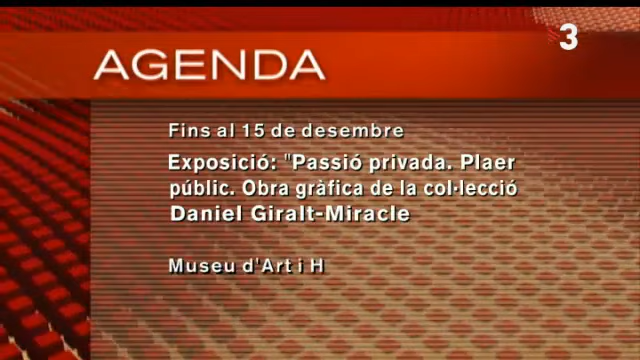 3
AGENDA
Fins al 15 de desembre
Exposició: "Passió privada. Plaer
públic. Obra gràfica de la col·lecció
Daniel Giralt-Miracle
Museu d'Art i H